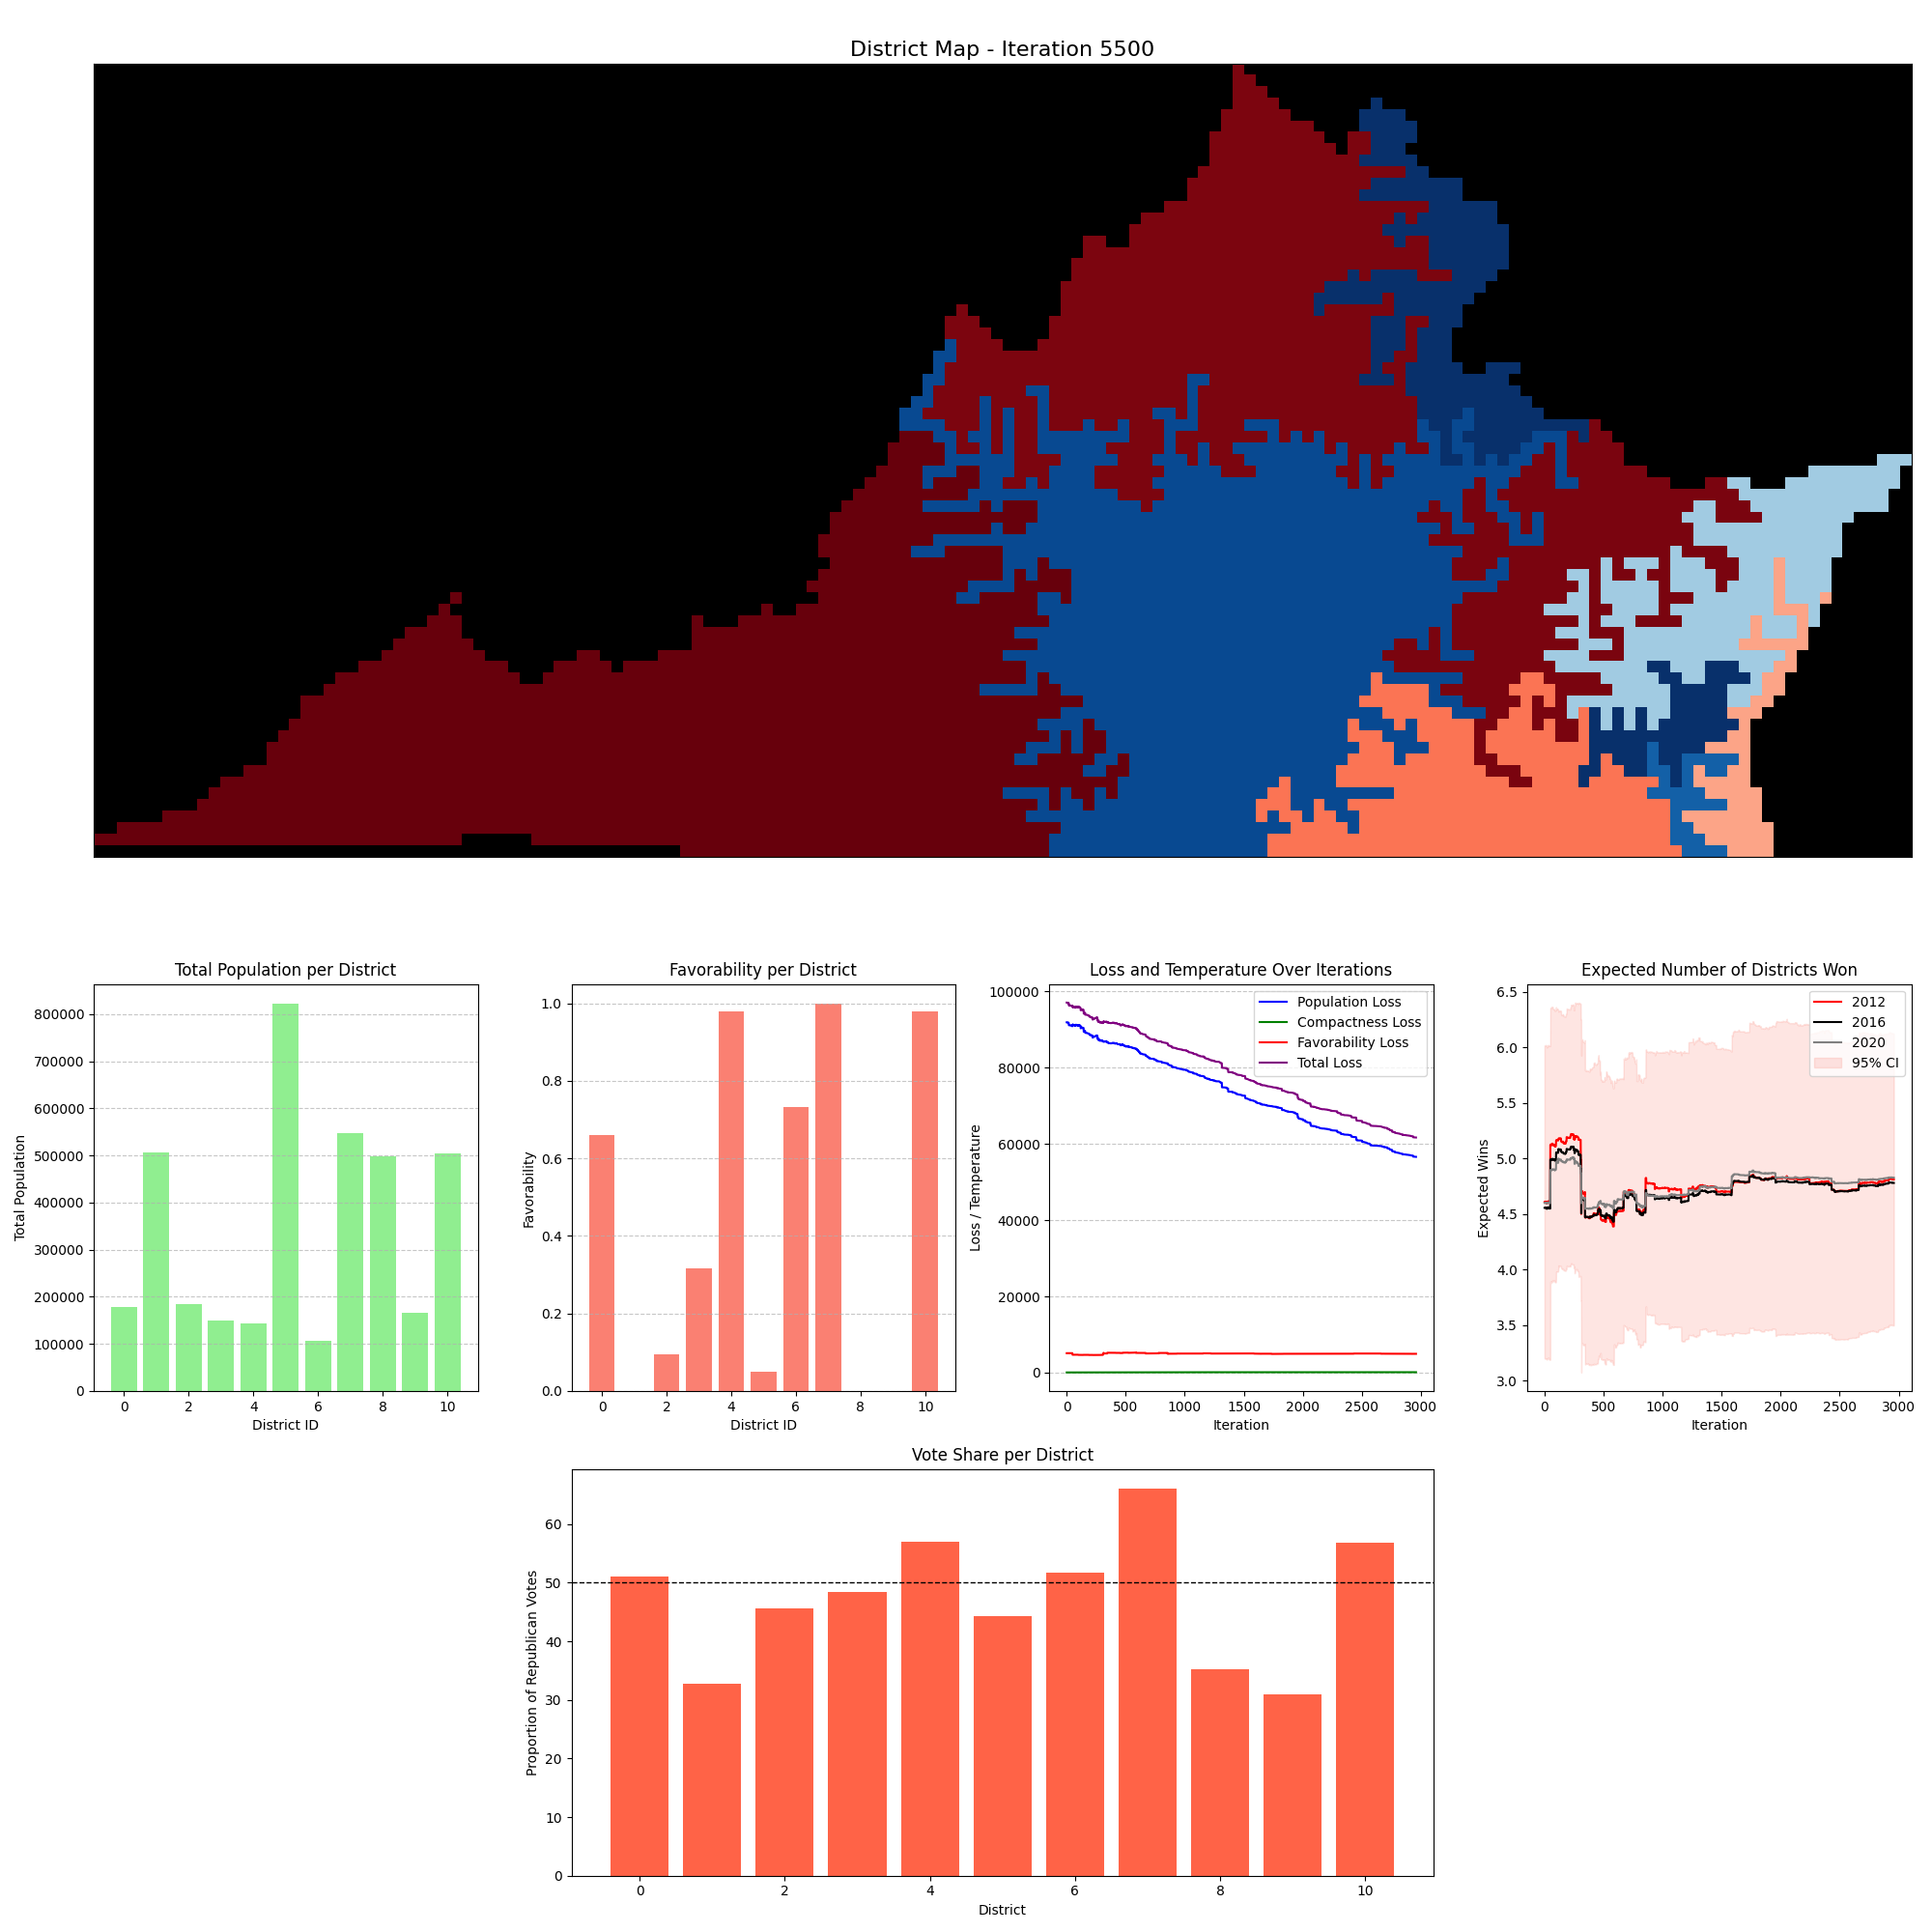 District Map - Iteration 5500
Total Population per District
Total Population
800000
700000
600000
500000
400000
300000
200000
100000
0
0 2 4 6 8 10
District ID
Favorability per District
Favorability
1.0
0.8
0.6
0.4
0.2
0.0
0 2 4 6 8 10
District ID
Loss and Temperature Over Iterations
Loss / Temperature
100000
80000
60000
40000
20000
0
Population Loss
Compactness Loss
Favorability Loss
Total Loss
0 500 1000 1500 2000 2500 3000
Iteration
Expected Number of Districts Won
Expected Wins
6.5
6.0
5.5
5.0
4.5
4.0
3.5
3.0
2012
2016
2020
95% CI
0 500 1000 1500 2000 2500 3000
Iteration
Vote Share per District
Proportion of Republican Votes
60
50
40
30
20
10
0
0 2 4 6 8 10
District